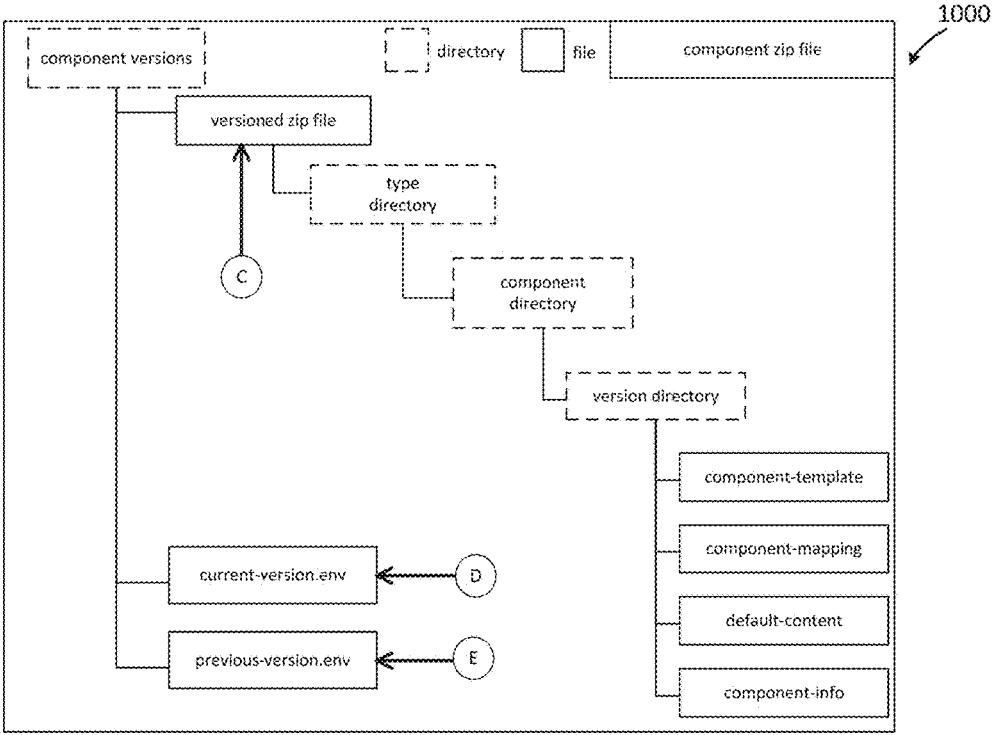 1000
component versions
directory
file
component zip file
versioned zip file
type
directory
C
component
directory
version directory
component-template
component-mapping
current-version.env
D
default-content
previous-version.env
E
component-info